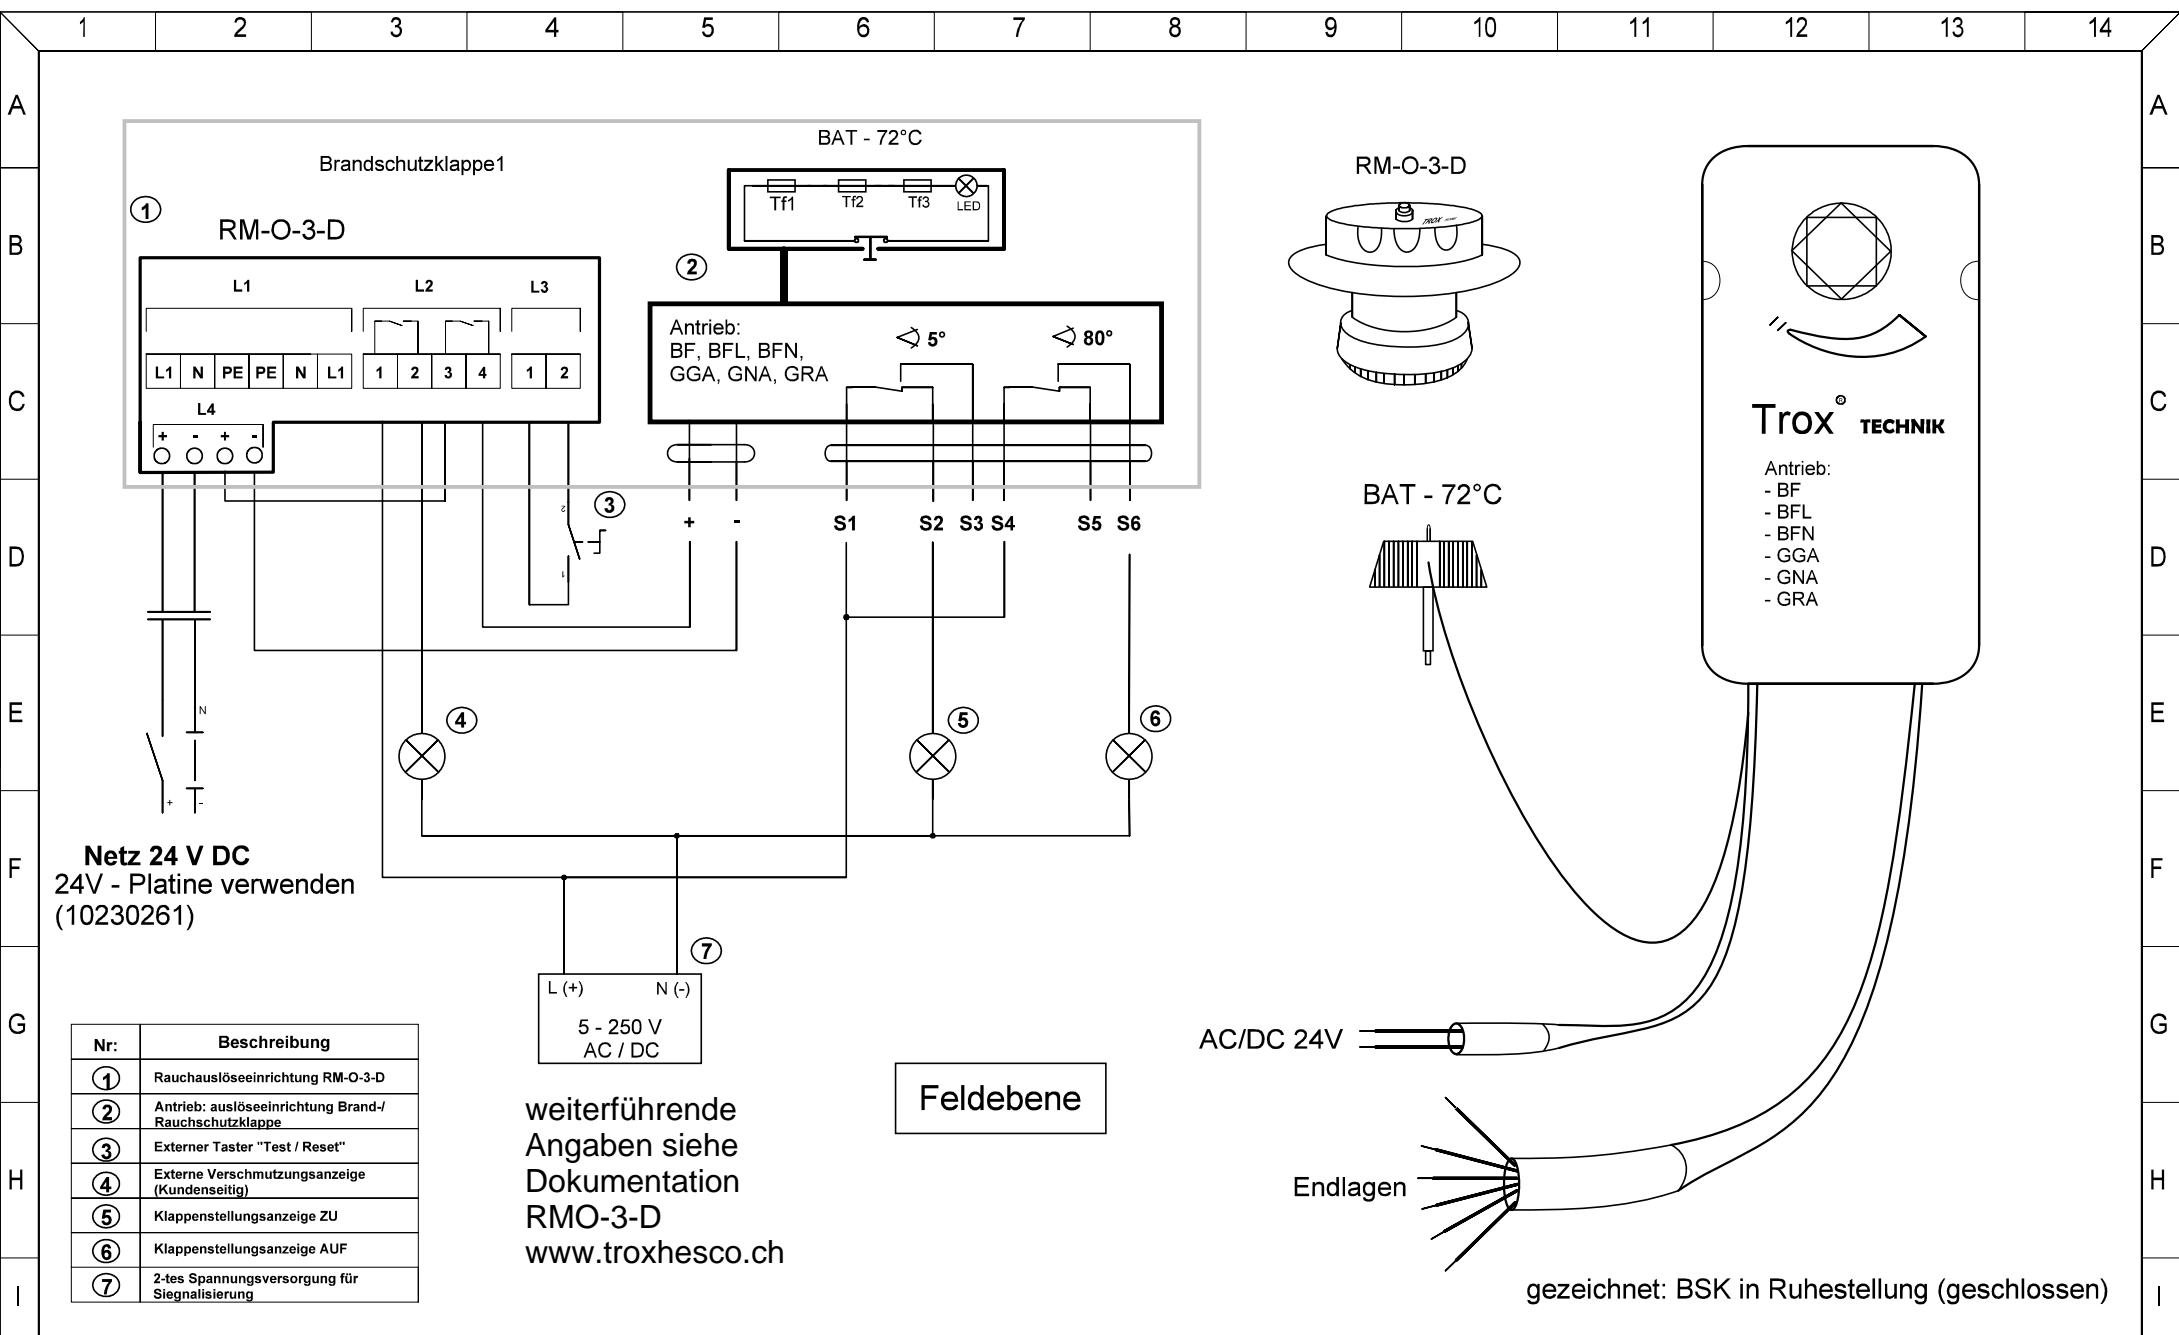 1 2 3 4 5 6 7 8 9 10 11 12 13 14
A A
B B
C C
D D
E E
F F
G G
H H
I I
Brandschutzklappe1
BAT - 72°C
Tf1 Tf2 Tf3 LED
1
RM-O-3-D
2
L1 L2 L3
L1 N PE PE N L1 1 2 3 4 1 2
L4
+ - + -
Antrieb:
BF, BFL, BFN,
GGA, GNA, GRA
5° 80°
3
2
1
+ - S1 S2 S3 S4 S5 S6
N
+ -
4 5 6
Netz 24 V DC
24V - Platine verwenden
(10230261)
7
L (+) N (-)
5 - 250 V
AC / DC
Nr: Beschreibung
1 Rauchauslöseeinrichtung RM-O-3-D
2 Antrieb: auslöseeinrichtung Brand-/
Rauchschutzklappe
3 Externer Taster "Test / Reset"
4 Externe Verschmutzungsanzeige
(Kundenseitig)
5 Klappenstellungsanzeige ZU
6 Klappenstellungsanzeige AUF
7 2-tes Spannungsversorgung für
Siegnalisierung
weiterführende
Angaben siehe
Dokumentation
RMO-3-D
www.troxhesco.ch
Feldebene
RM-O-3-D
TROX
BAT - 72°C
Trox® TECHNIK
Antrieb:
- BF
- BFL
- BFN
- GGA
- GNA
- GRA
AC/DC 24V
Endlagen
gezeichnet: BSK in Ruhestellung (geschlossen)